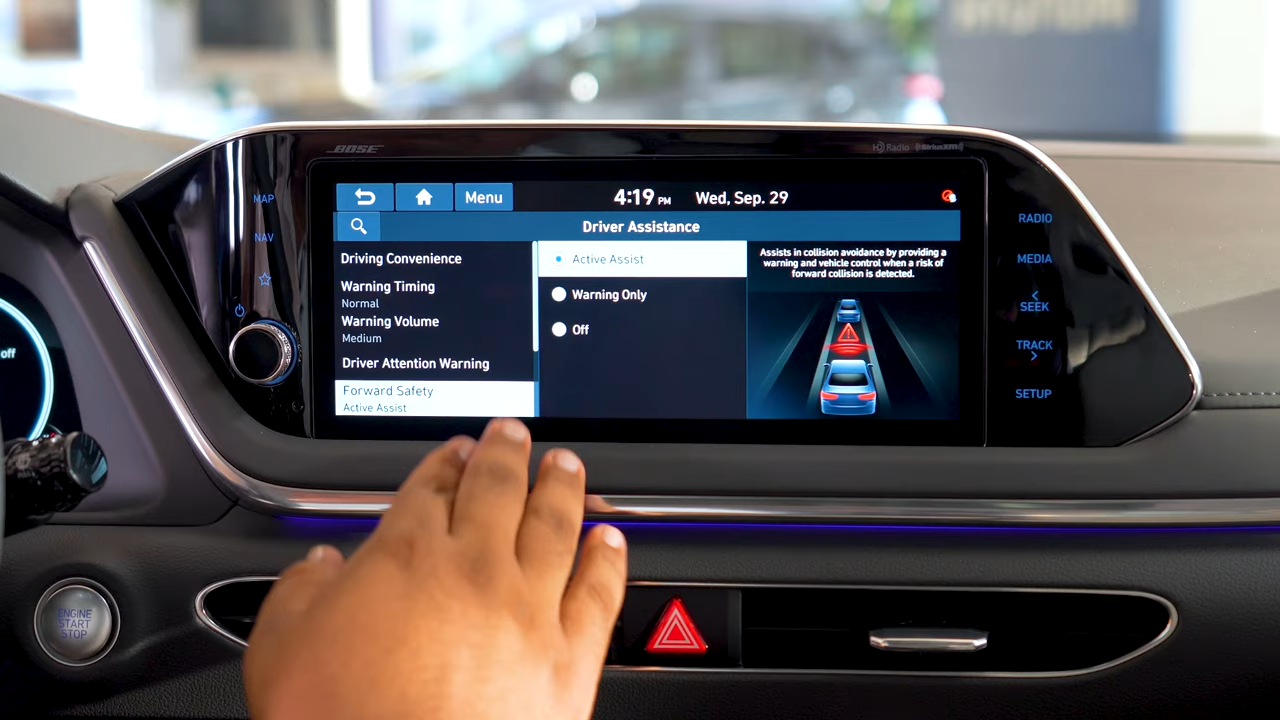 HYUNDAI
BOSE
HD Radio
((SiriusXM))
MAP
NAV
Menu
4:19 PM
Wed, Sep. 29
Driver Assistance
Driving Convenience
Warning Timing
Normal
Warning Volume
Medium
Driver Attention Warning
Forward Safety
Active Assist
Active Assist
Warning Only
Off
Assists in collision avoidance by providing a
warning and vehicle control when a risk of
forward collision is detected.
RADIO
MEDIA
SEEK
TRACK
SETUP
off
ENGINE
START
STOP